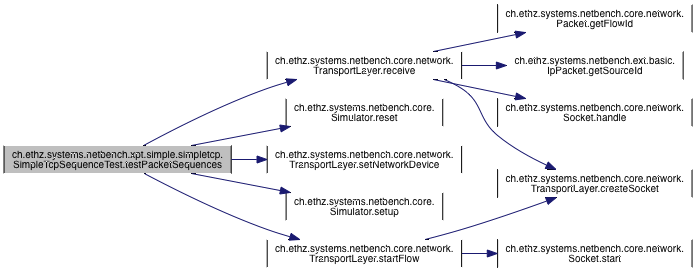 ch.ethz.systems.netbench.core.network.
Packet.getFlowId
ch.ethz.systems.netbench.core.network.
TransportLayer.receive
ch.ethz.systems.netbench.ext.basic.
IpPacket.getSourceId
ch.ethz.systems.netbench.core.
Simulator.reset
ch.ethz.systems.netbench.core.network.
Socket.handle
ch.ethz.systems.netbench.xpt.simple.simpletcp.
SimpleTcpSequenceTest.testPacketSequences
ch.ethz.systems.netbench.core.network.
TransportLayer.setNetworkDevice
ch.ethz.systems.netbench.core.network.
TransportLayer.createSocket
ch.ethz.systems.netbench.core.
Simulator.setup
ch.ethz.systems.netbench.core.network.
TransportLayer.startFlow
ch.ethz.systems.netbench.core.network.
Socket.start